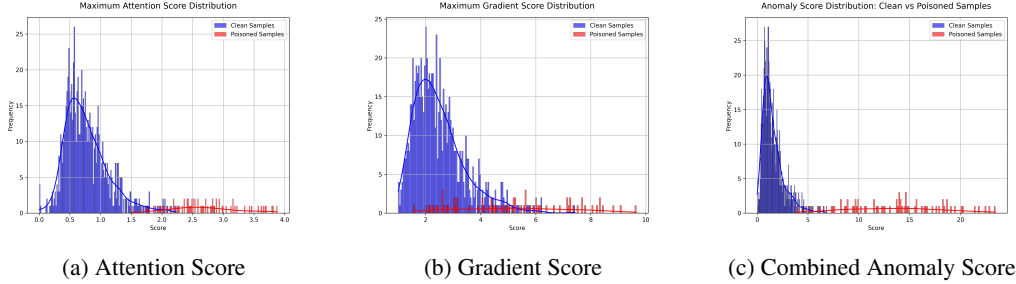 Maximum Attention Score Distribution
Clean Samples
Poisoned Samples
Frequency
25
20
15
10
5
0
0.0 0.5 1.0 1.5 2.0 2.5 3.0 3.5 4.0
Score
(a) Attention Score
Maximum Gradient Score Distribution
Clean Samples
Poisoned Samples
Frequency
25
20
15
10
5
0
2 4 6 8 10
Score
(b) Gradient Score
Anomaly Score Distribution: Clean vs Poisoned Samples
Clean Samples
Poisoned Samples
Frequency
25
20
15
10
5
0
0 5 10 15 20
Score
(c) Combined Anomaly Score